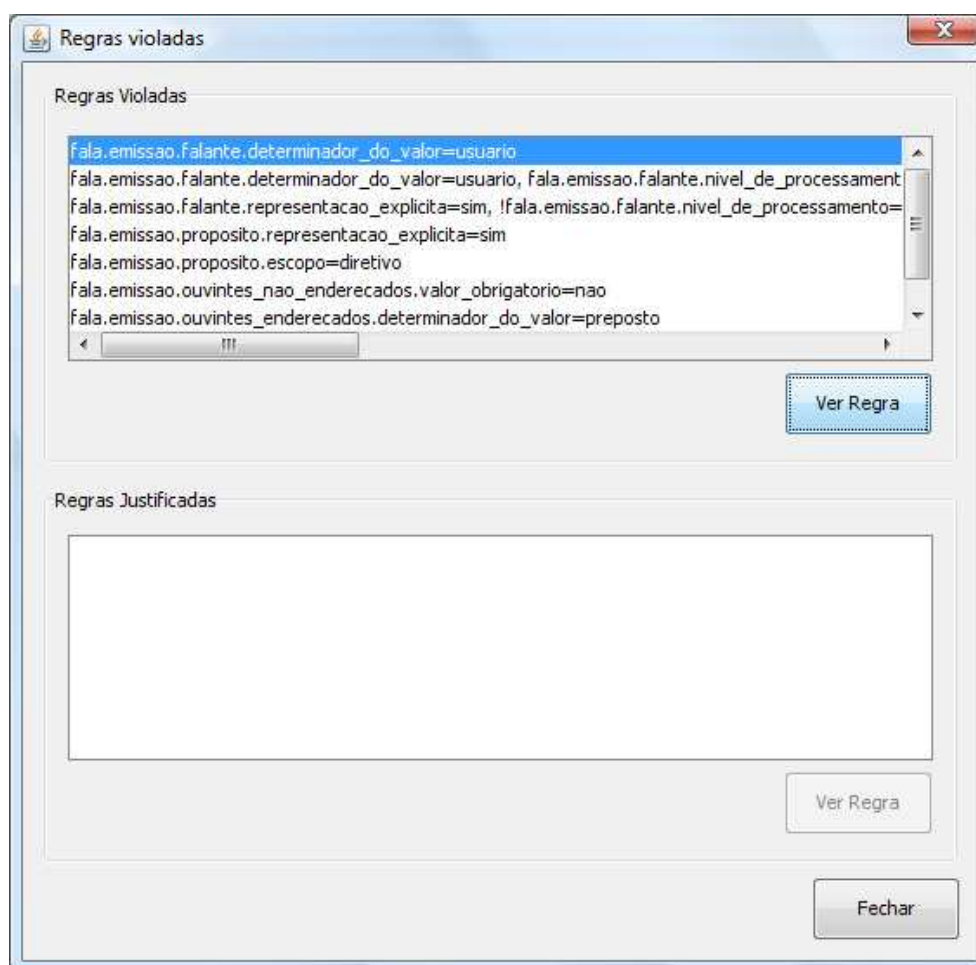 Regras violadas
Regras Violadas
fala.emissao.falante.determinador_do_valor=usuario
fala.emissao.falante.determinador_do_valor=usuario, fala.emissao.falante.nivel_de_processament
fala.emissao.falante.representacao_explicita=sim, !fala.emissao.falante.nivel_de_processamento=
fala.emissao.proposito.representacao_explicita=sim
fala.emissao.proposito.escopo=diretivo
fala.emissao.ouvintes_nao_enderecados.valor_obrigatorio=nao
fala.emissao.ouvintes_enderecados.determinador_do_valor=preposto
Ver Regra
Regras Justificadas
Ver Regra
Fechar